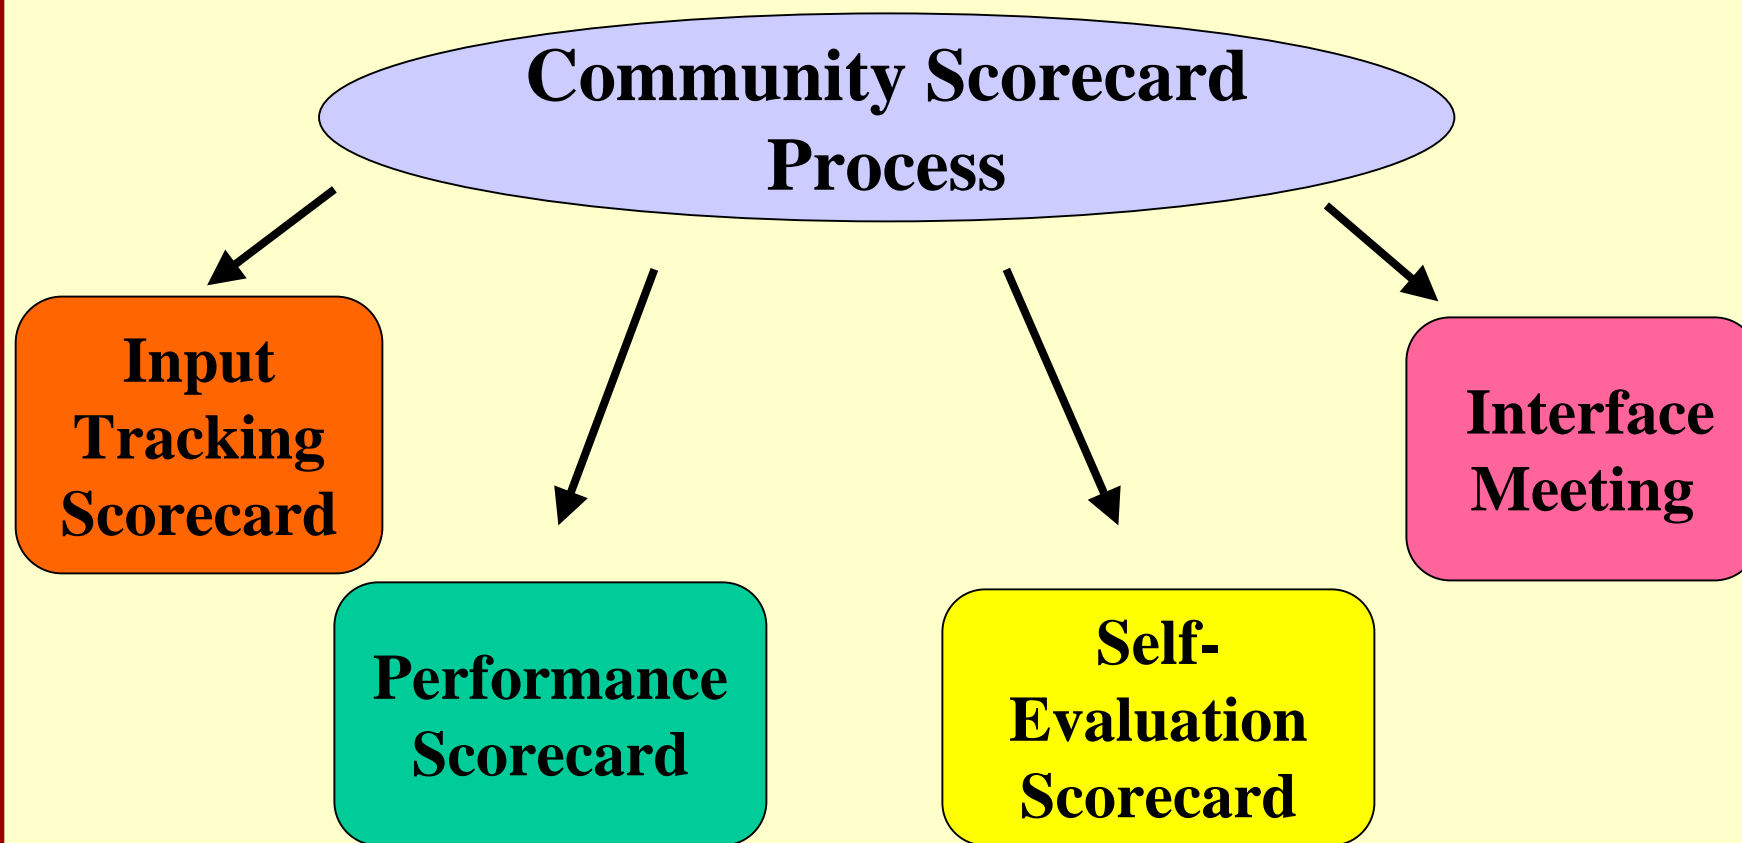 Community Scorecard
Process
Input
Tracking
Scorecard
Performance
Scorecard
Self-
Evaluation
Scorecard
Interface
Meeting